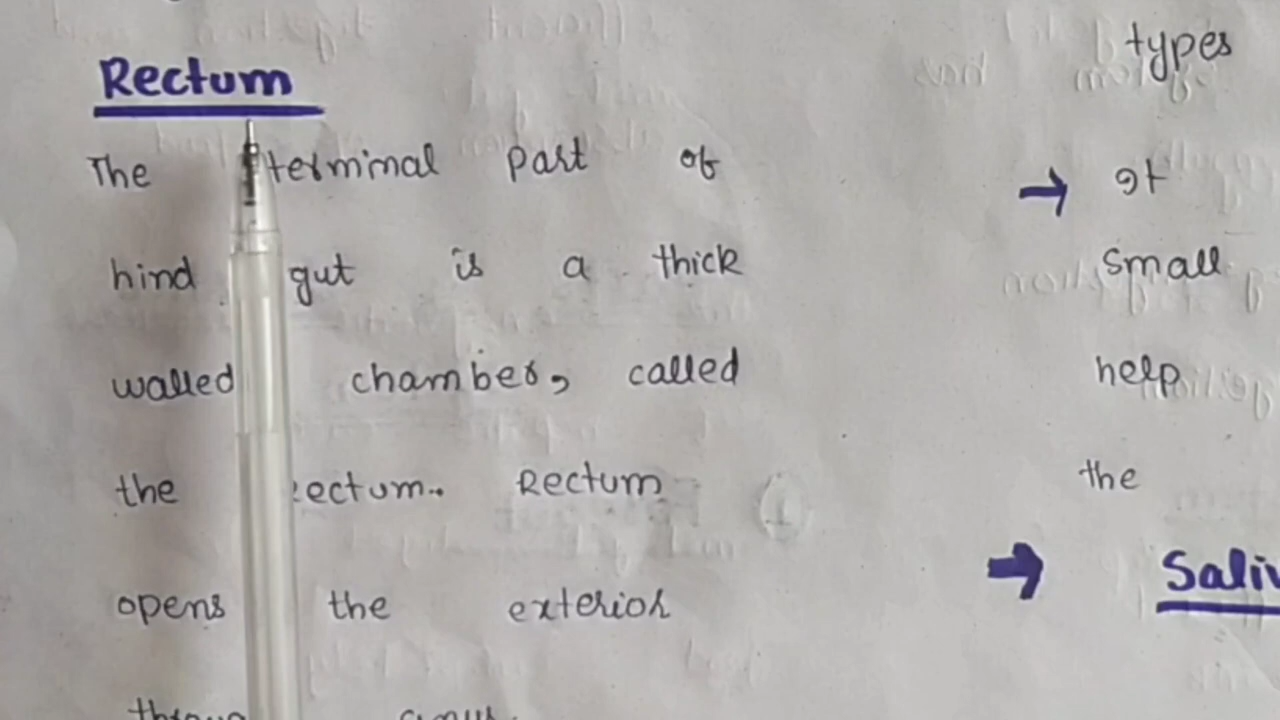 Rectum
The terminal part of
hind gut is a thick
walled chamber, called
the rectum. Rectum
opens the exterior
anus.
types
→ It
small
help
the
→